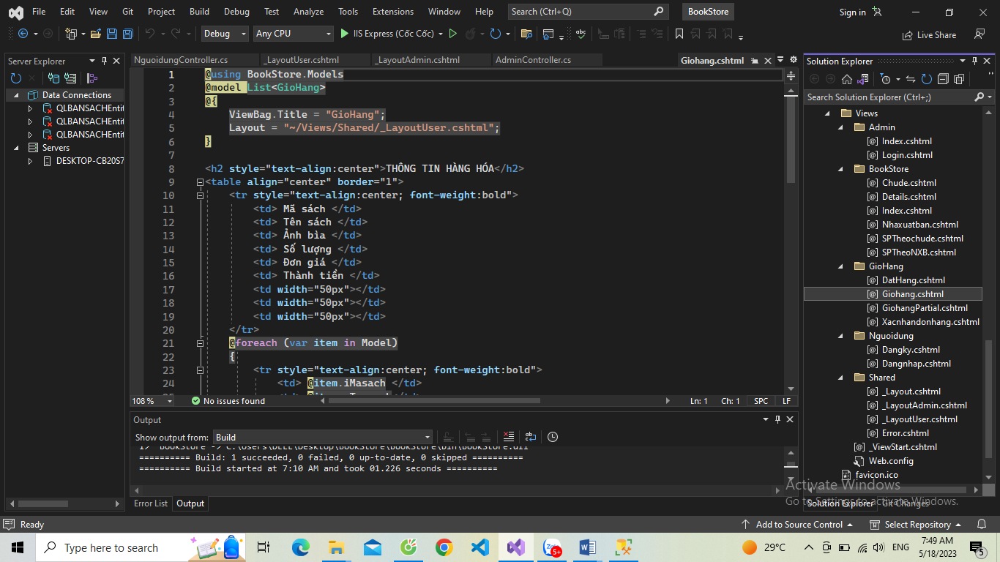 File Edit View Git Project Build Debug Test Analyze Tools Extensions Window Help Search (Ctrl+Q) BookStore Sign in
Debug Any CPU IIS Express (Cốc Cốc) Live Share
Server Explorer
Data Connections
QLBANSACHEntit
QLBANSACHEntit
QLBANSACHEntit
Servers
DESKTOP-CB20S7
NguoidungController.cs _LayoutUser.cshtml _LayoutAdmin.cshtml AdminController.cs Giohang.cshtml
1 @using BookStore.Models
2 @model List<GioHang>
3 @{
4 ViewBag.Title = "GioHang";
5 Layout = "~/Views/Shared/_LayoutUser.cshtml";
6 }
7
8 <h2 style="text-align:center">THÔNG TIN HÀNG HÓA</h2>
9 <table align="center" border="1">
10 <tr style="text-align:center; font-weight:bold">
11 <td> Mã sách </td>
12 <td> Tên sách </td>
13 <td> Ảnh bìa </td>
14 <td> Số lượng </td>
15 <td> Đơn giá </td>
16 <td> Thành tiền </td>
17 <td width="50px"></td>
18 <td width="50px"></td>
19 <td width="50px"></td>
20 </tr>
21 @foreach (var item in Model)
22 {
23 <tr style="text-align:center; font-weight:bold">
24 <td> @item.iMasach </td>
108 % No issues found Ln: 1 Ch: 1 SPC LF
Output
Show output from: Build
1> BookStore -> C:\Users\DELL\Desktop\BookStore\BookStore\bin\BookStore.dll
========== Build: 1 succeeded, 0 failed, 0 up-to-date, 0 skipped ==========
========== Build started at 7:10 AM and took 01.226 seconds ==========
Error List Output
Solution Explorer
Search Solution Explorer (Ctrl+;)
Views
Admin
Index.cshtml
Login.cshtml
BookStore
Chude.cshtml
Details.cshtml
Index.cshtml
Nhaxuatban.cshtml
SPTheochude.cshtml
SPTheoNXB.cshtml
GioHang
DatHang.cshtml
Giohang.cshtml
GiohangPartial.cshtml
Xacnhandonhang.cshtml
Nguoidung
Dangky.cshtml
Dangnhap.cshtml
Shared
_Layout.cshtml
_LayoutAdmin.cshtml
_LayoutUser.cshtml
Error.cshtml
_ViewStart.cshtml
Web.config
favicon.ico
Activate Windows
Go to Settings to activate Windows.
Solution Explorer Git Changes
Ready Add to Source Control Select Repository
Type here to search 5+ 29°C ENG 7:49 AM
5/18/2023 5